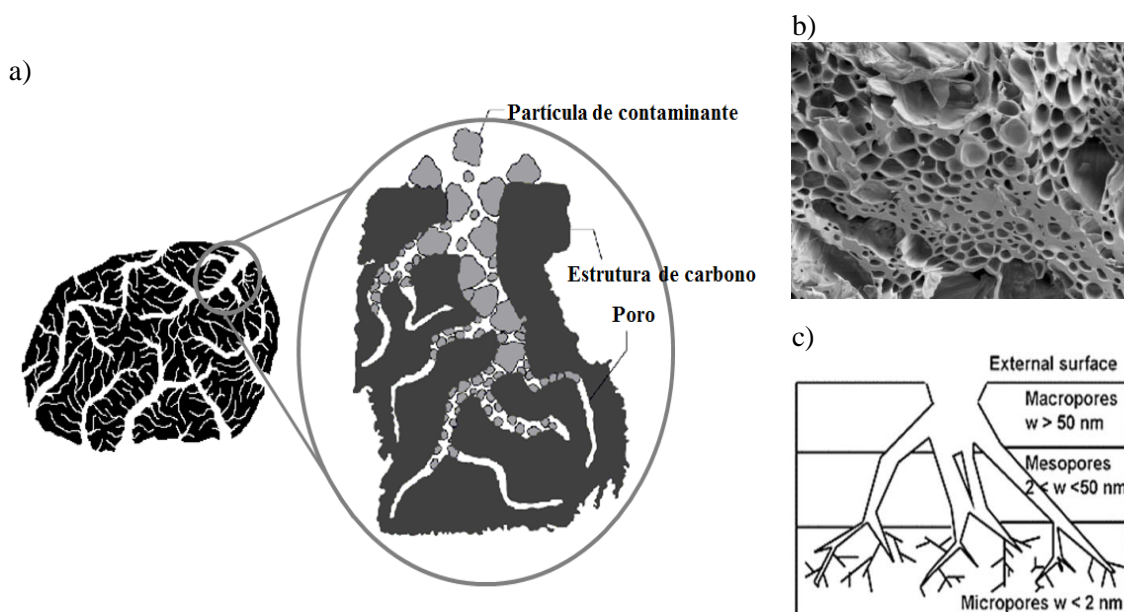 a)
Partícula de contaminante
Estrutura de carbono
Poro
b)
c)
External surface
Macropores
w > 50 nm
Mesopores
2 < w <50 nm
Micropores w < 2 nm